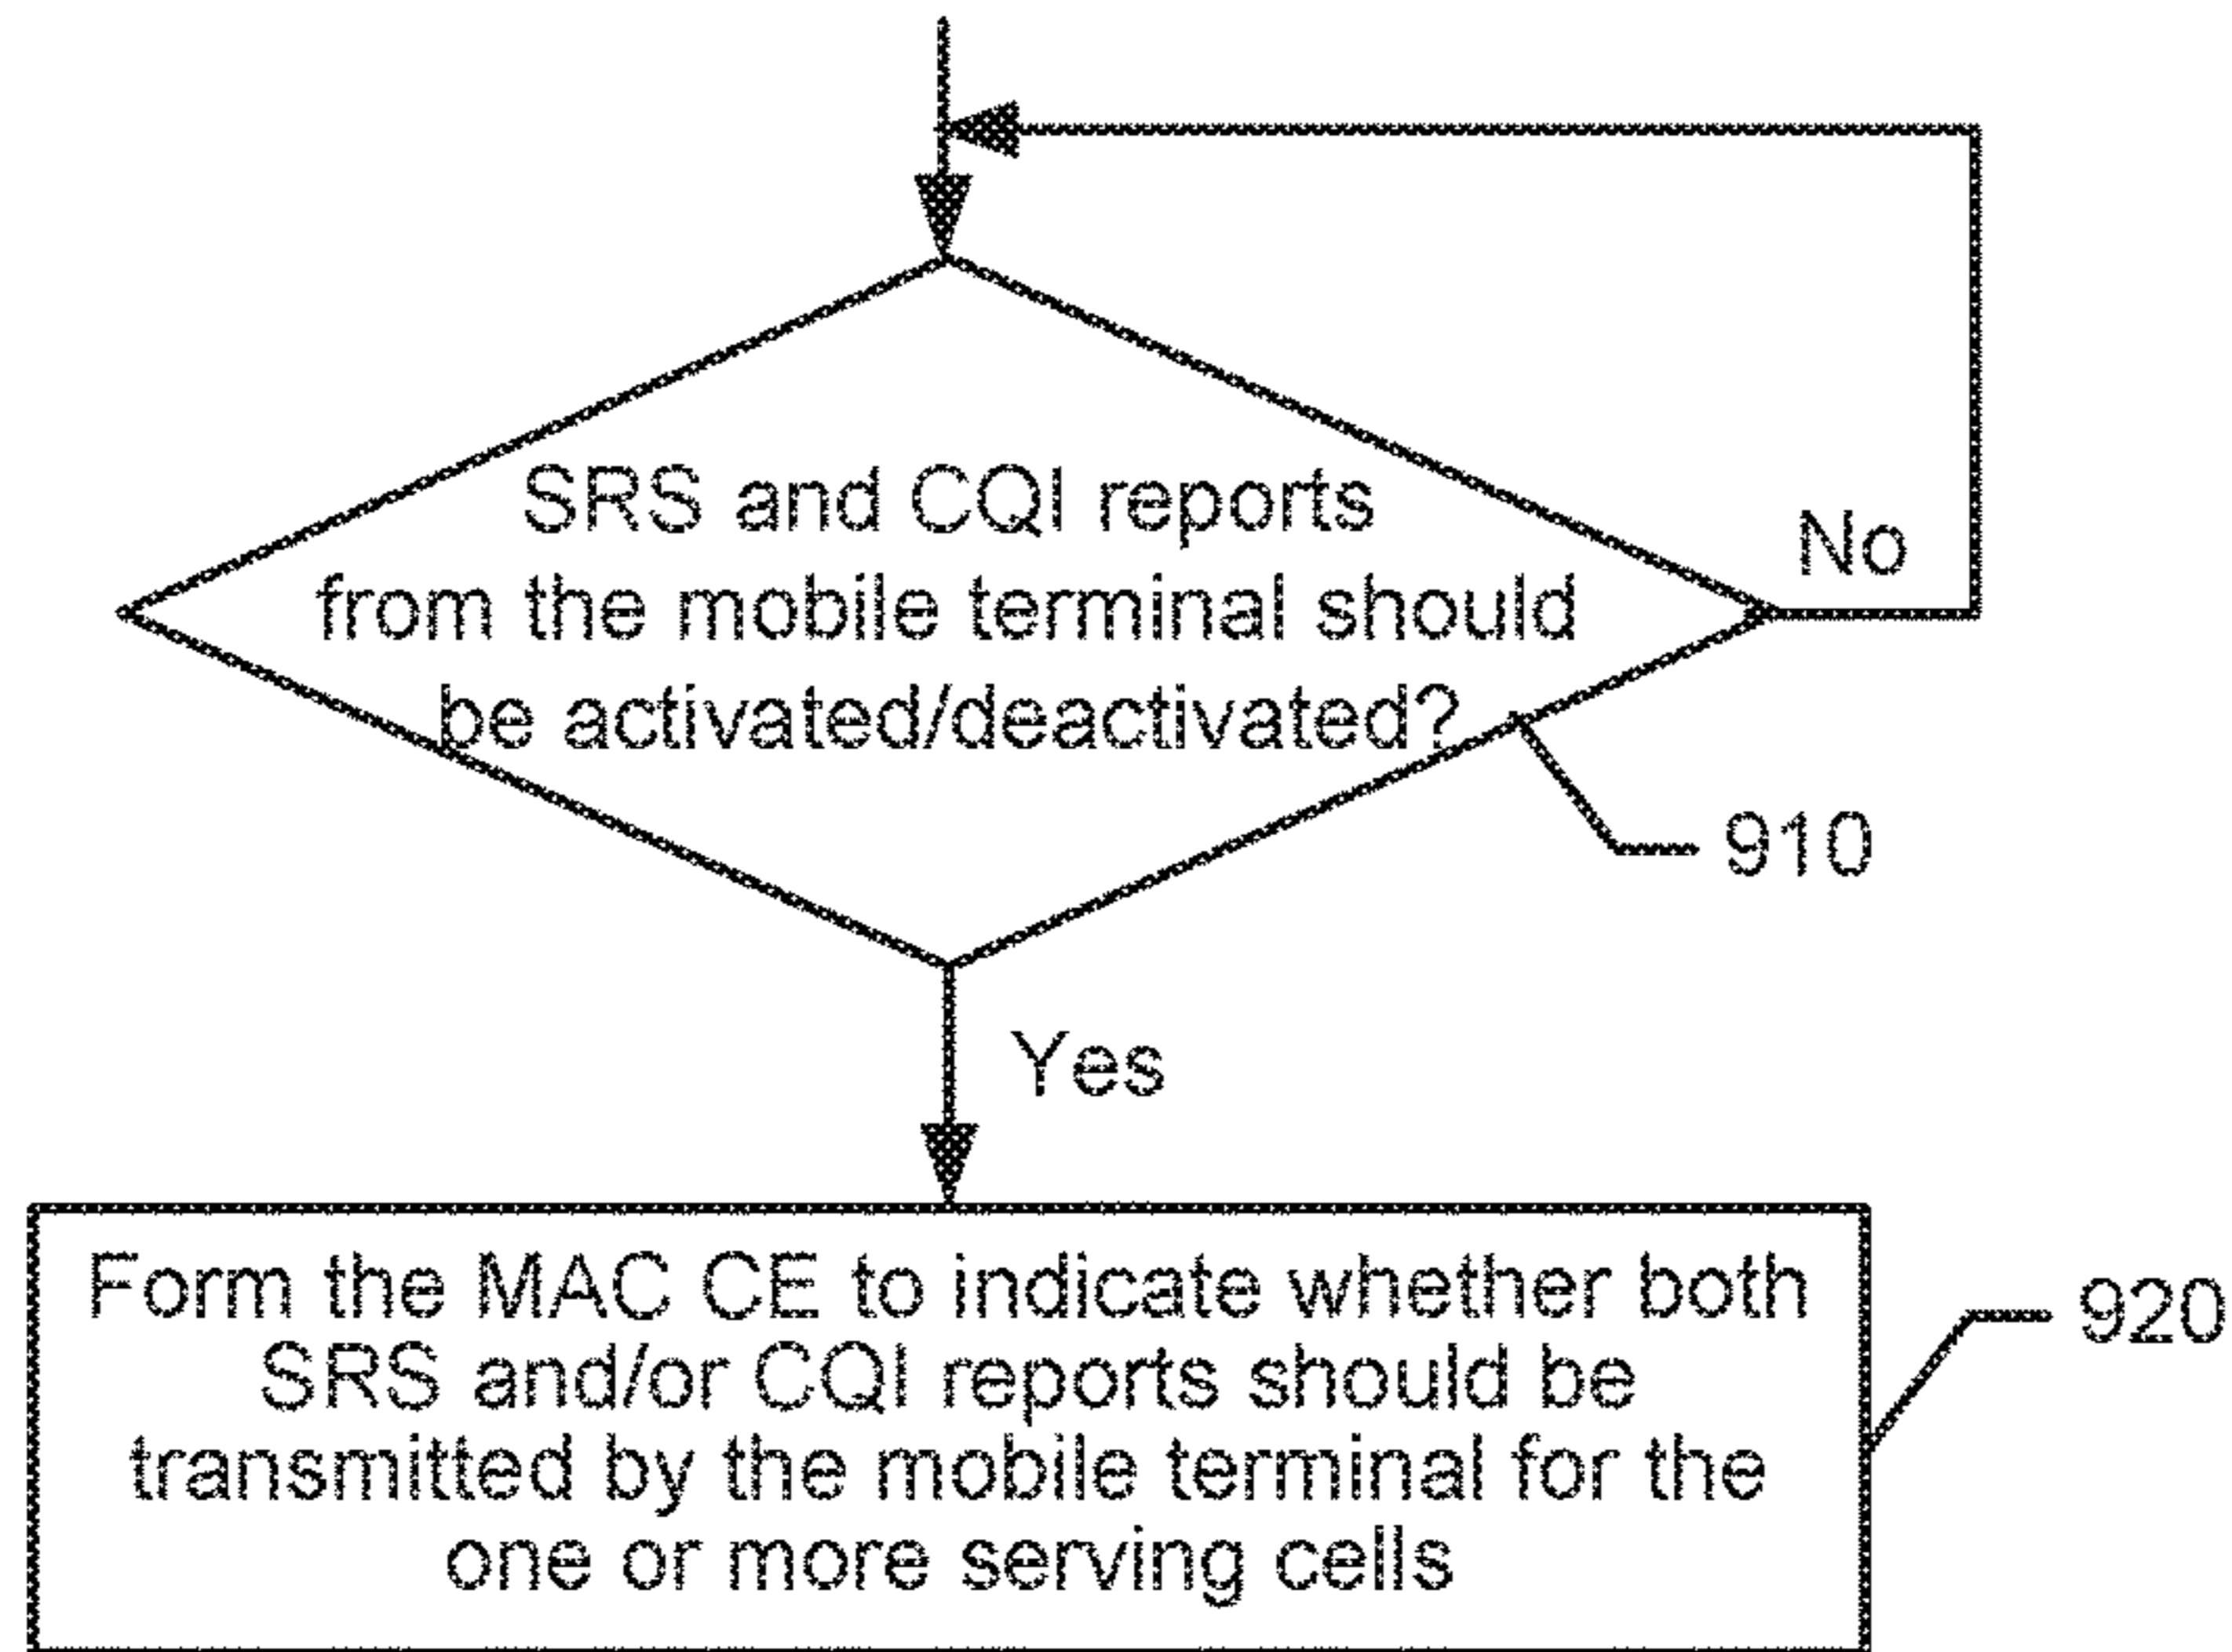 SRS and CQI reports
from the mobile terminal should
be activated/deactivated?
No
910
Yes
Form the MAC CE to indicate whether both
SRS and/or CQI reports should be
transmitted by the mobile terminal for the
one or more serving cells
920